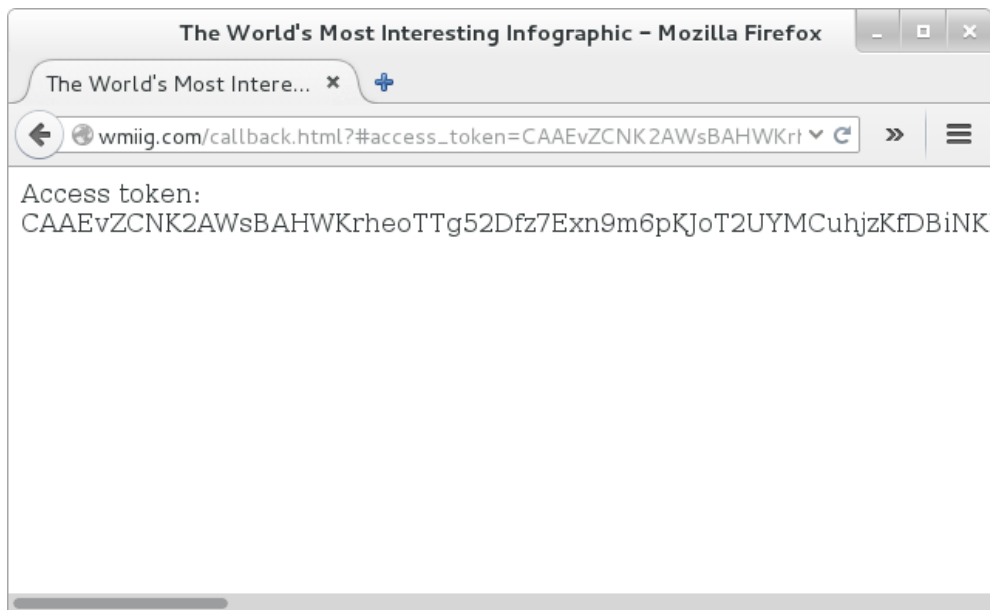 The World's Most Interesting Infographic – Mozilla Firefox
The World's Most Intere...
wmiig.com/callback.html?#access_token=CAAEvZCNK2AWsBAHWKrh
Access token:
CAAEvZCNK2AWsBAHWKrheoTTg52Dfz7Exn9m6pKJoT2UYMCuhjzKfDBiNK